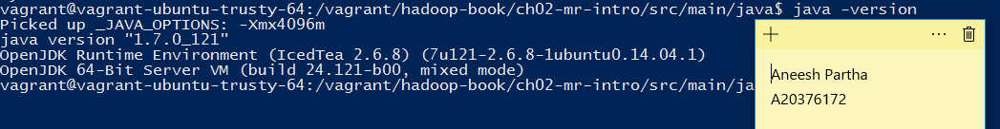 vagrant@vagrant-ubuntu-trusty-64:/vagrant/hadoop-book/ch02-mr-intro/src/main/java$ java -version
Picked up _JAVA_OPTIONS: -Xmx4096m
java version "1.7.0_121"
OpenJDK Runtime Environment (IcedTea 2.6.8) (7u121-2.6.8-1ubuntu0.14.04.1)
OpenJDK 64-Bit Server VM (build 24.121-b00, mixed mode)
vagrant@vagrant-ubuntu-trusty-64:/vagrant/hadoop-book/ch02-mr-intro/src/main/ja
Aneesh Partha
A20376172